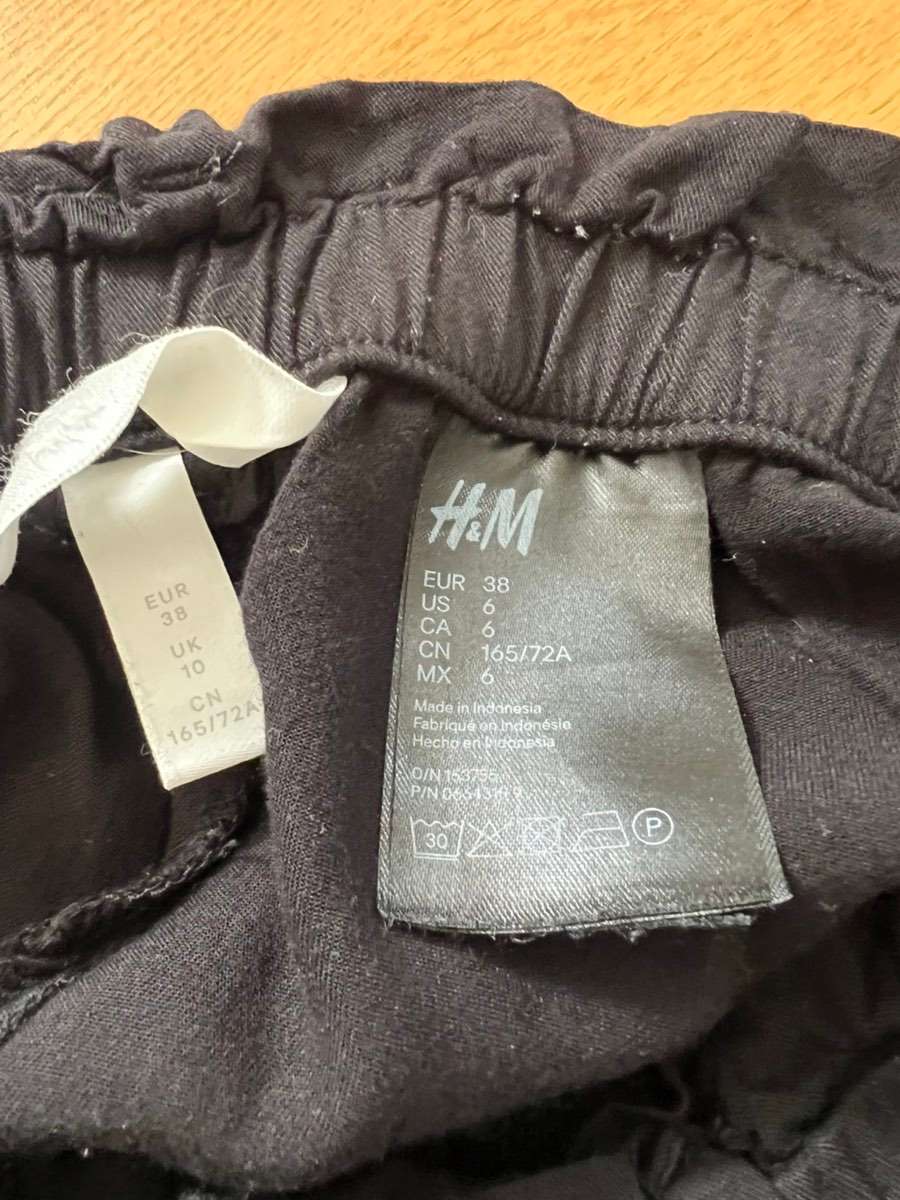 EUR
38
UK
10
CN
165/72A
H&M
EUR 38
US 6
CA 6
CN 165/72A
MX 6
Made in Indonesia
Fabriqué en Indonésie
Hecho en Indonesia
O/N 153756
P/N
30
P